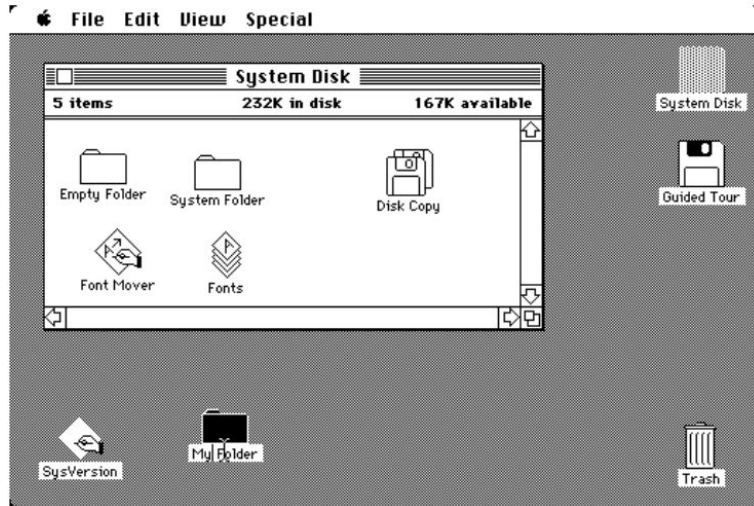 File Edit View Special
System Disk
5 items 232K in disk 167K available
System Disk
Empty Folder System Folder Disk Copy
Guided Tour
Font Mover Fonts
My Folder
SysVersion
Trash